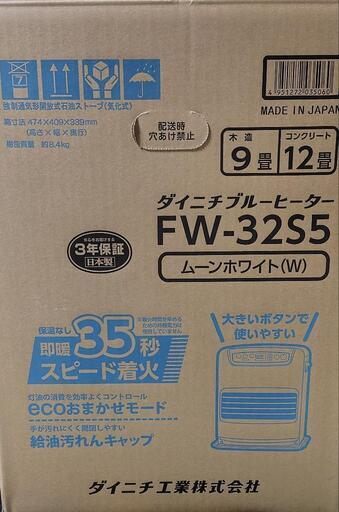 7
強制通気形開放式石油ストーブ(気化式)
箱寸法 474×409×339mm
(高さ×幅×奥行)
梱包質量 約8.4kg
配送時
穴あけ禁止
4 951272 035060
MADE IN JAPAN
木造
9畳
コンクリート
12畳
ダイニチブルーヒーター
FW-32S5
ムーンホワイト(W)
3年保証
日本製
保温なし
即暖35秒
スピード着火
灯油の消費を効率よくコントロール
ecoおまかせモード
手が汚れにくく開閉しやすい
給油汚れんキャップ
大きいボタンで
使いやすい
ダイニチ工業株式会社